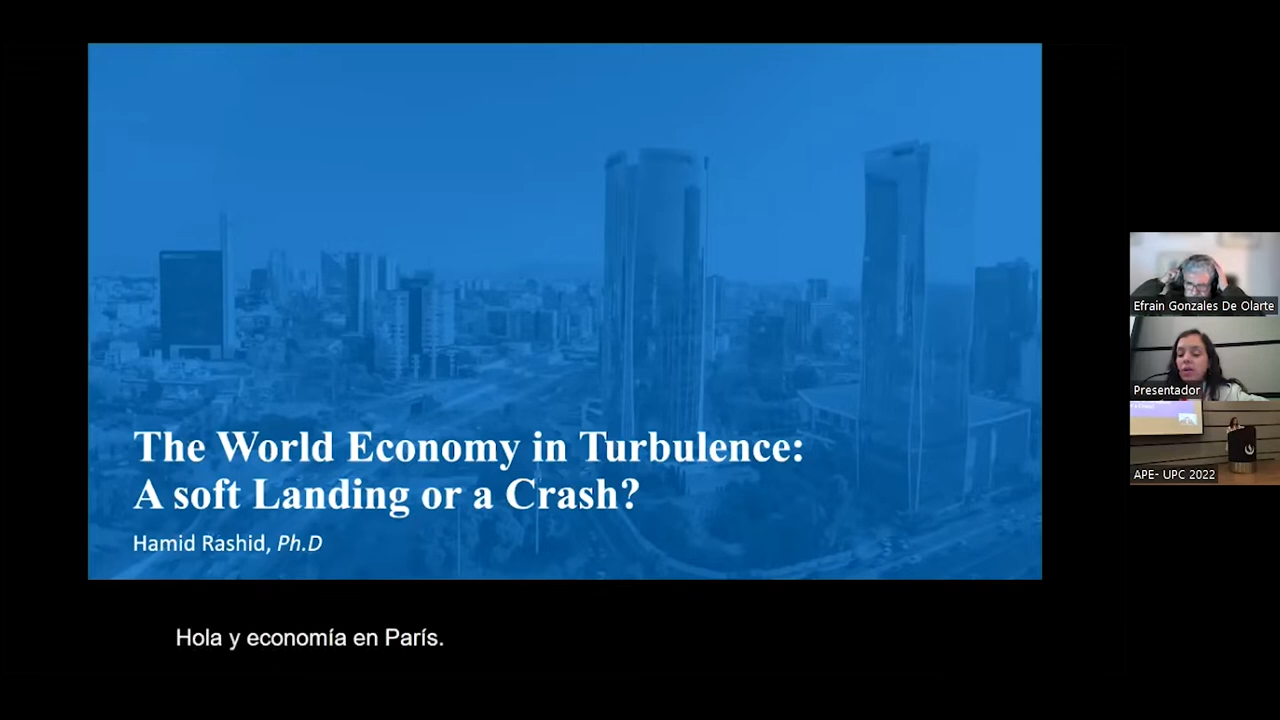 The World Economy in Turbulence:
A soft Landing or a Crash?
Hamid Rashid, Ph.D
Efrain Gonzales De Olarte
Presentador
APE- UPC 2022
Hola y economía en París.